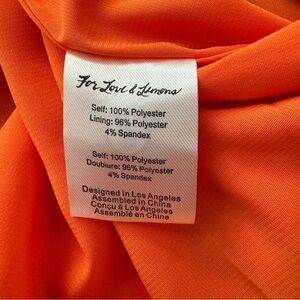 For Love & Lemons
Self: 100% Polyester
Lining: 96% Polyester
4% Spandex
Self: 100% Polyester
Doublure: 96% Polyester
4% Spandex
Designed in Los Angeles
Assembled in China
Conçu à Los Angeles
Assemblé en Chine